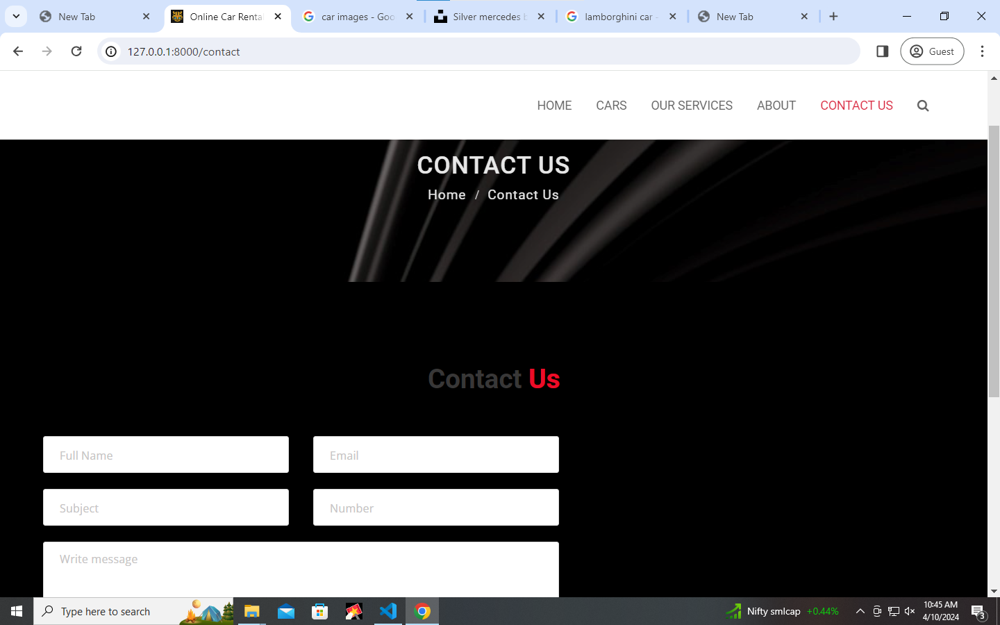 New Tab
Online Car Renta
car images - Goo
Silver mercedes b
lamborghini car -
New Tab
127.0.0.1:8000/contact
Guest
HOME
CARS
OUR SERVICES
ABOUT
CONTACT US
CONTACT US
Home / Contact Us
Contact Us
Full Name
Email
Subject
Number
Write message
Type here to search
Nifty smlcap +0.44%
10:45 AM
4/10/2024
3